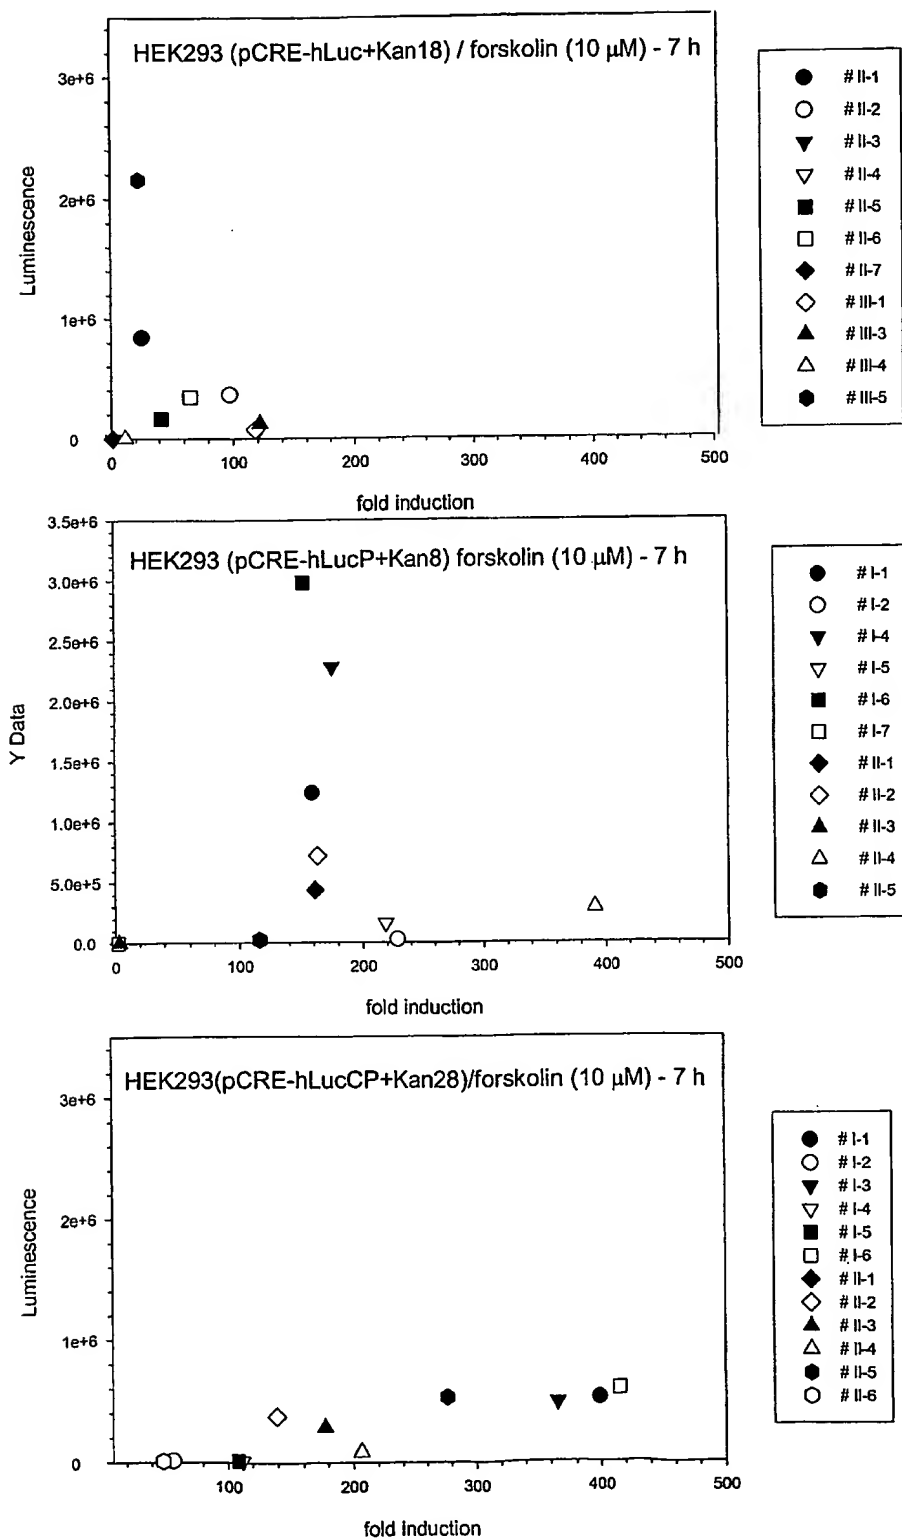 HEK293 (pCRE-hLuc+Kan18) / forskolin (10 µM) - 7 h
3e+6
2e+6
1e+6
0
Luminescence
0 100 200 300 400 500
fold induction
# II-1
# II-2
# II-3
# II-4
# II-5
# II-6
# II-7
# III-1
# III-3
# III-4
# III-5
HEK293 (pCRE-hLucP+Kan8) forskolin (10 µM) - 7 h
3.5e+6
3.0e+6
2.5e+6
2.0e+6
1.5e+6
1.0e+6
5.0e+5
0.0
Y Data
0 100 200 300 400 500
fold induction
# I-1
# I-2
# I-4
# I-5
# I-6
# I-7
# II-1
# II-2
# II-3
# II-4
# II-5
HEK293(pCRE-hLucCP+Kan28)/forskolin (10 µM) - 7 h
3e+6
2e+6
1e+6
0
Luminescence
100 200 300 400 500
fold induction
# I-1
# I-2
# I-3
# I-4
# I-5
# I-6
# II-1
# II-2
# II-3
# II-4
# II-5
# II-6